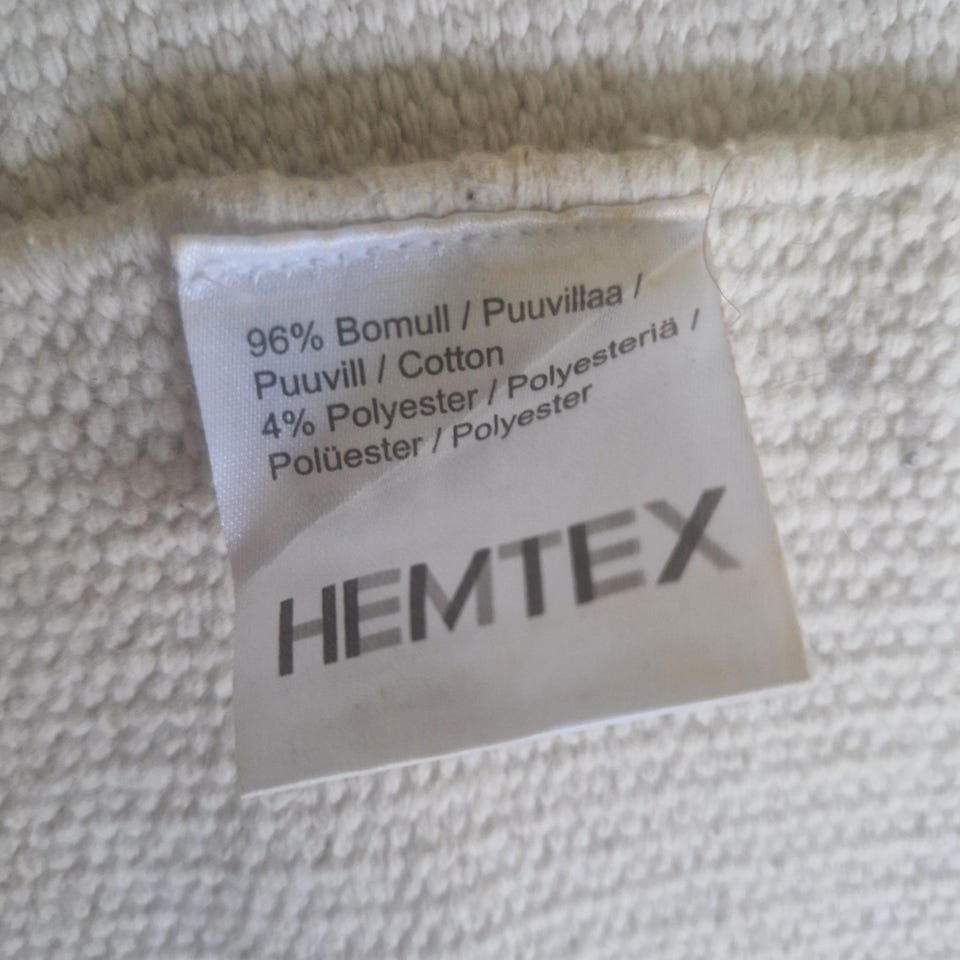 96% Bomull / Puuvillaa /
Puuvill / Cotton
4% Polyester / Polyesteriä /
Polüester / Polyester
HEMTEX